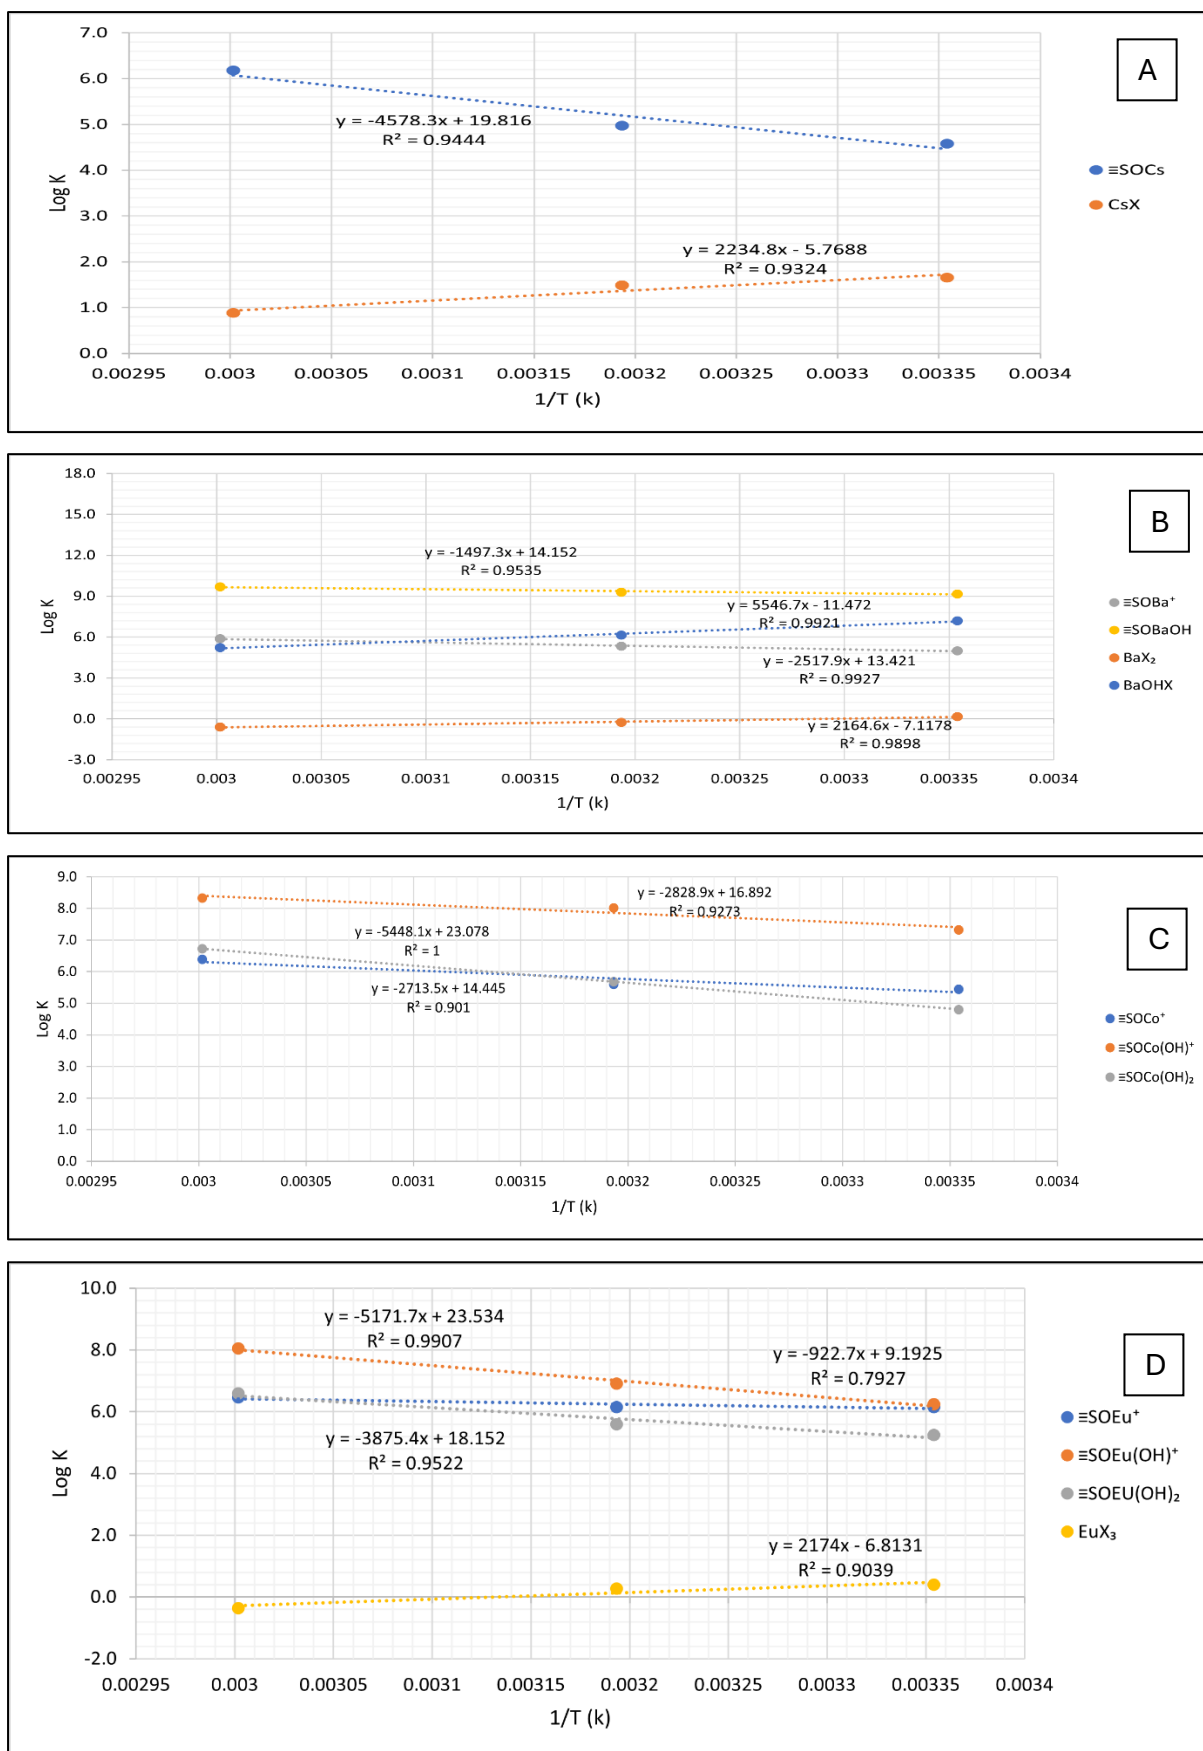 7.0
6.0
5.0
4.0
3.0
2.0
1.0
0.0
Log K
y = -4578.3x + 19.816
R² = 0.9444
y = 2234.8x - 5.7688
R² = 0.9324
0.00295 0.003 0.00305 0.0031 0.00315 0.0032 0.00325 0.0033 0.00335 0.0034
1/T (k)
A
≡SOCs
CsX
18.0
15.0
12.0
9.0
6.0
3.0
0.0
-3.0
Log K
y = -1497.3x + 14.152
R² = 0.9535
y = 5546.7x - 11.472
R² = 0.9921
y = -2517.9x + 13.421
R² = 0.9927
y = 2164.6x - 7.1178
R² = 0.9898
0.00295 0.003 0.00305 0.0031 0.00315 0.0032 0.00325 0.0033 0.00335 0.0034
1/T (k)
B
≡SOBa⁺
≡SOBaOH
BaX₂
BaOHX
9.0
8.0
7.0
6.0
5.0
4.0
3.0
2.0
1.0
0.0
Log K
y = -2828.9x + 16.892
R² = 0.9273
y = -5448.1x + 23.078
R² = 1
y = -2713.5x + 14.445
R² = 0.901
0.00295 0.003 0.00305 0.0031 0.00315 0.0032 0.00325 0.0033 0.00335 0.0034
1/T (k)
C
≡SOCo⁺
≡SOCo(OH)⁺
≡SOCo(OH)₂
10.0
8.0
6.0
4.0
2.0
0.0
-2.0
Log K
y = -5171.7x + 23.534
R² = 0.9907
y = -922.7x + 9.1925
R² = 0.7927
y = -3875.4x + 18.152
R² = 0.9522
y = 2174x - 6.8131
R² = 0.9039
0.00295 0.003 0.00305 0.0031 0.00315 0.0032 0.00325 0.0033 0.00335 0.0034
1/T (k)
D
≡SOEu⁺
≡SOEu(OH)⁺
≡SOEU(OH)₂
EuX₃